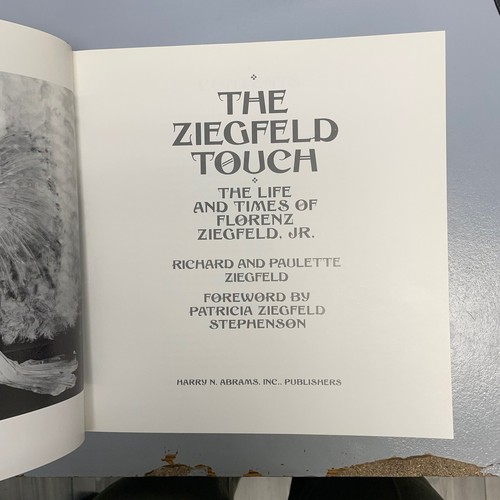 THE
ZIEGFELD
TOUCH
THE LIFE
AND TIMES OF
FLORENZ
ZIEGFELD, JR.
RICHARD AND PAULETTE
ZIEGFELD
FOREWORD BY
PATRICIA ZIEGFELD
STEPHENSON
HARRY N. ABRAMS, INC., PUBLISHERS